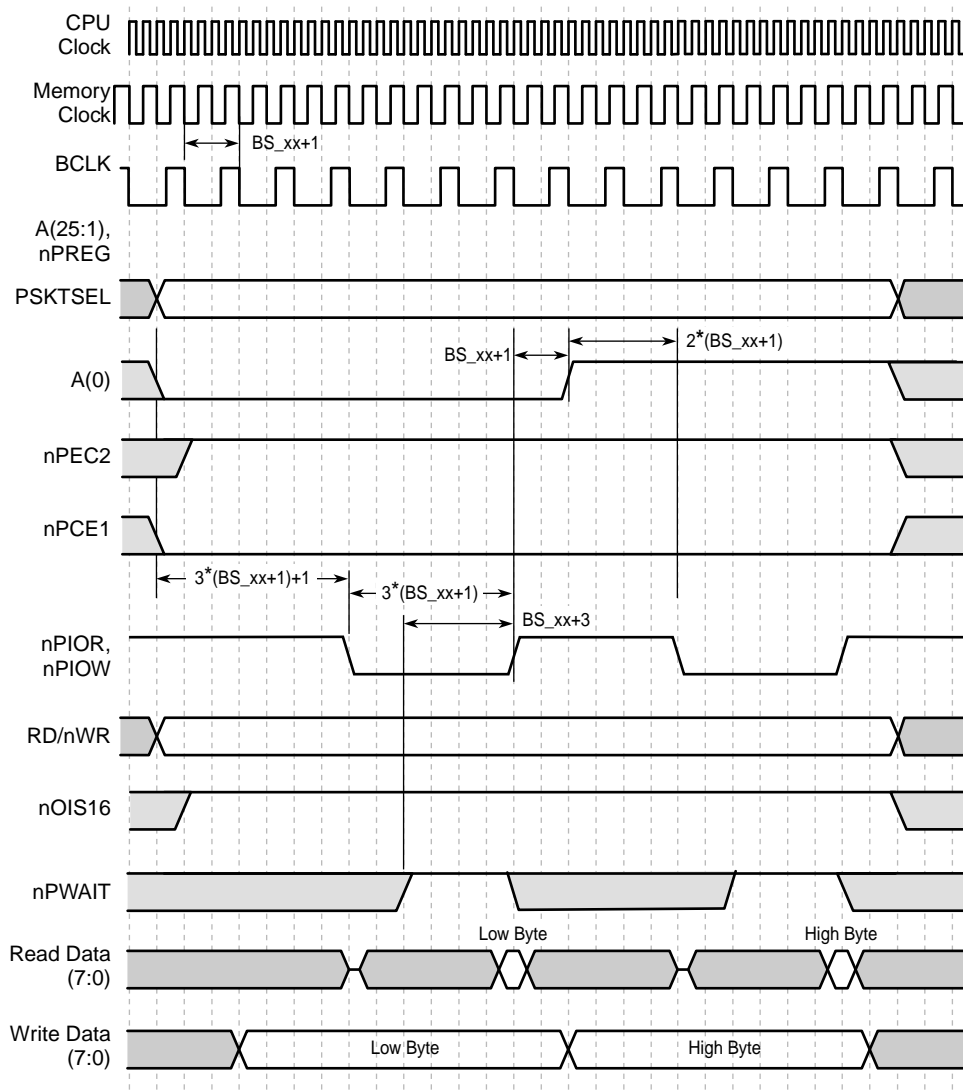 CPU
Clock
Memory
Clock
BS_xx+1
BCLK
A(25:1),
nPREG
PSKTSEL
BS_xx+1
2*(BS_xx+1)
A(0)
nPEC2
nPCE1
3*(BS_xx+1)+1
3*(BS_xx+1)
BS_xx+3
nPIOR,
nPIOW
RD/nWR
nOIS16
nPWAIT
Low Byte
High Byte
Read Data
(7:0)
Write Data
(7:0)
Low Byte
High Byte